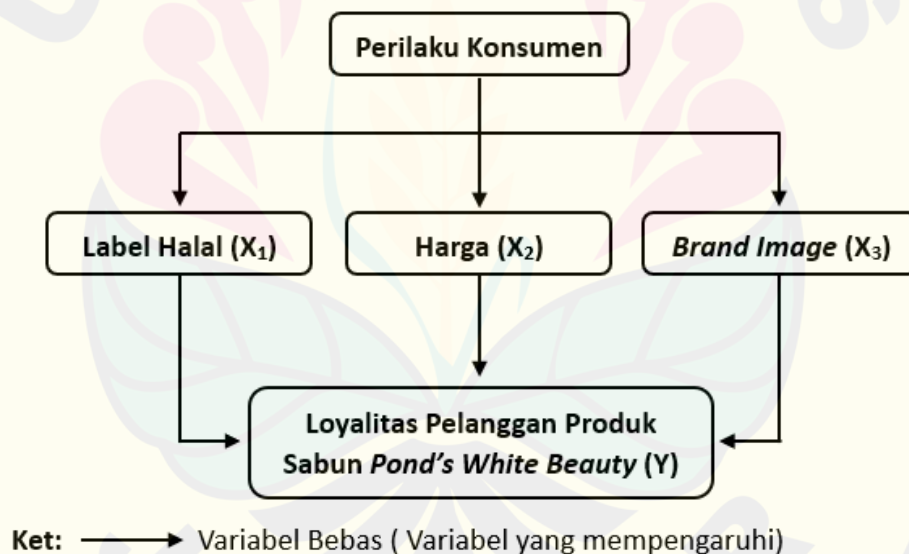 Perilaku Konsumen
Label Halal (X₁)
Harga (X₂)
Brand Image (X₃)
Loyalitas Pelanggan Produk
Sabun Pond's White Beauty (Y)
Ket: Variabel Bebas ( Variabel yang mempengaruhi)